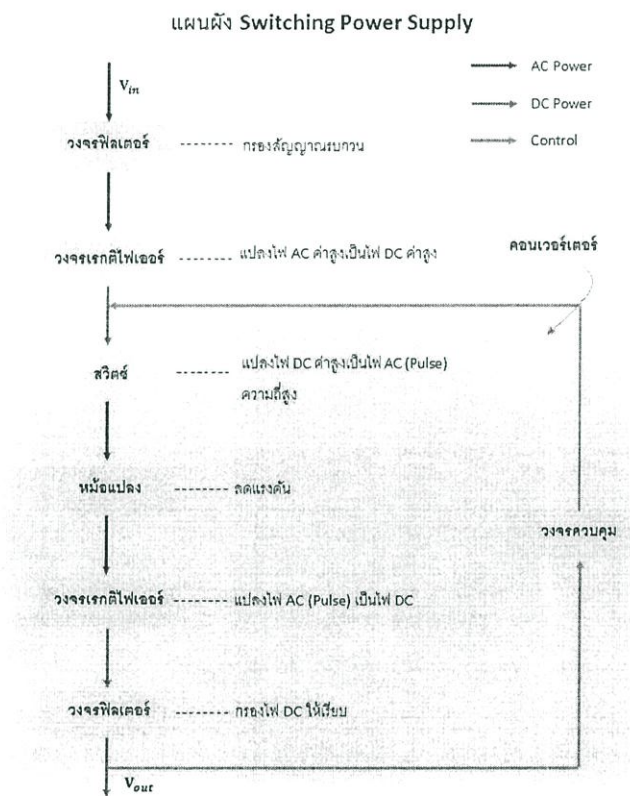 แผนผัง Switching Power Supply
AC Power
DC Power
Control
V_in
วงจรฟิลเตอร์ -------- กรองสัญญาณรบกวน
วงจรเรกติไฟเออร์ -------- แปลงไฟ AC ค่าสูงเป็นไฟ DC ค่าสูง
คอนเวอร์เตอร์
สวิตซ์ -------- แปลงไฟ DC ค่าสูงเป็นไฟ AC (Pulse)
ความถี่สูง
หม้อแปลง -------- ลดแรงดัน
วงจรควบคุม
วงจรเรกติไฟเออร์ -------- แปลงไฟ AC (Pulse) เป็นไฟ DC
วงจรฟิลเตอร์ -------- กรองไฟ DC ให้เรียบ
V_out